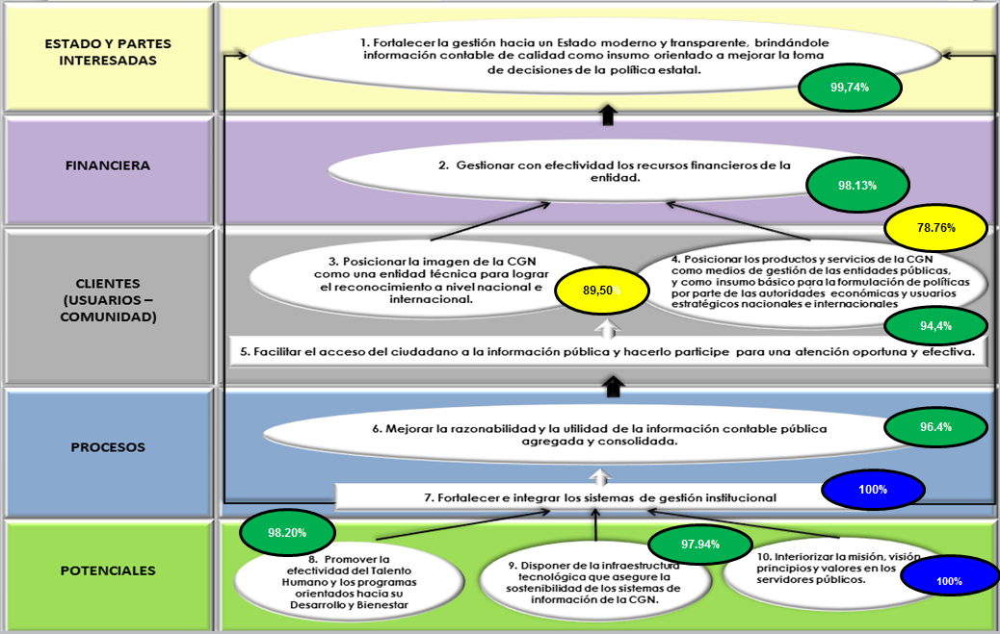 ESTADO Y PARTES
INTERESADAS
1. Fortalecer la gestión hacia un Estado moderno y transparente, brindándole
información contable de calidad como insumo orientado a mejorar la toma
de decisiones de la política estatal.
99,74%
FINANCIERA
2. Gestionar con efectividad los recursos financieros de la
entidad.
98.13%
78.76%
CLIENTES
(USUARIOS –
COMUNIDAD)
3. Posicionar la imagen de la CGN
como una entidad técnica para lograr
el reconocimiento a nivel nacional e
internacional.
89,50
4. Posicionar los productos y servicios de la CGN
como medios de gestión de las entidades públicas,
y como insumo básico para la formulación de políticas
por parte de las autoridades económicas y usuarios
estratégicos nacionales e internacionales
94,4%
5. Facilitar el acceso del ciudadano a la información pública y hacerlo participe para una atención oportuna y efectiva.
PROCESOS
6. Mejorar la razonabilidad y la utilidad de la información contable pública
agregada y consolidada.
96.4%
7. Fortalecer e integrar los sistemas de gestión institucional
100%
POTENCIALES
98.20%
8. Promover la
efectividad del Talento
Humano y los programas
orientados hacia su
Desarrollo y Bienestar
97.94%
9. Disponer de la infraestructura
tecnológica que asegure la
sostenibilidad de los sistemas de
información de la CGN.
10. Interiorizar la misión, visión,
principios y valores en los
servidores públicos.
100%